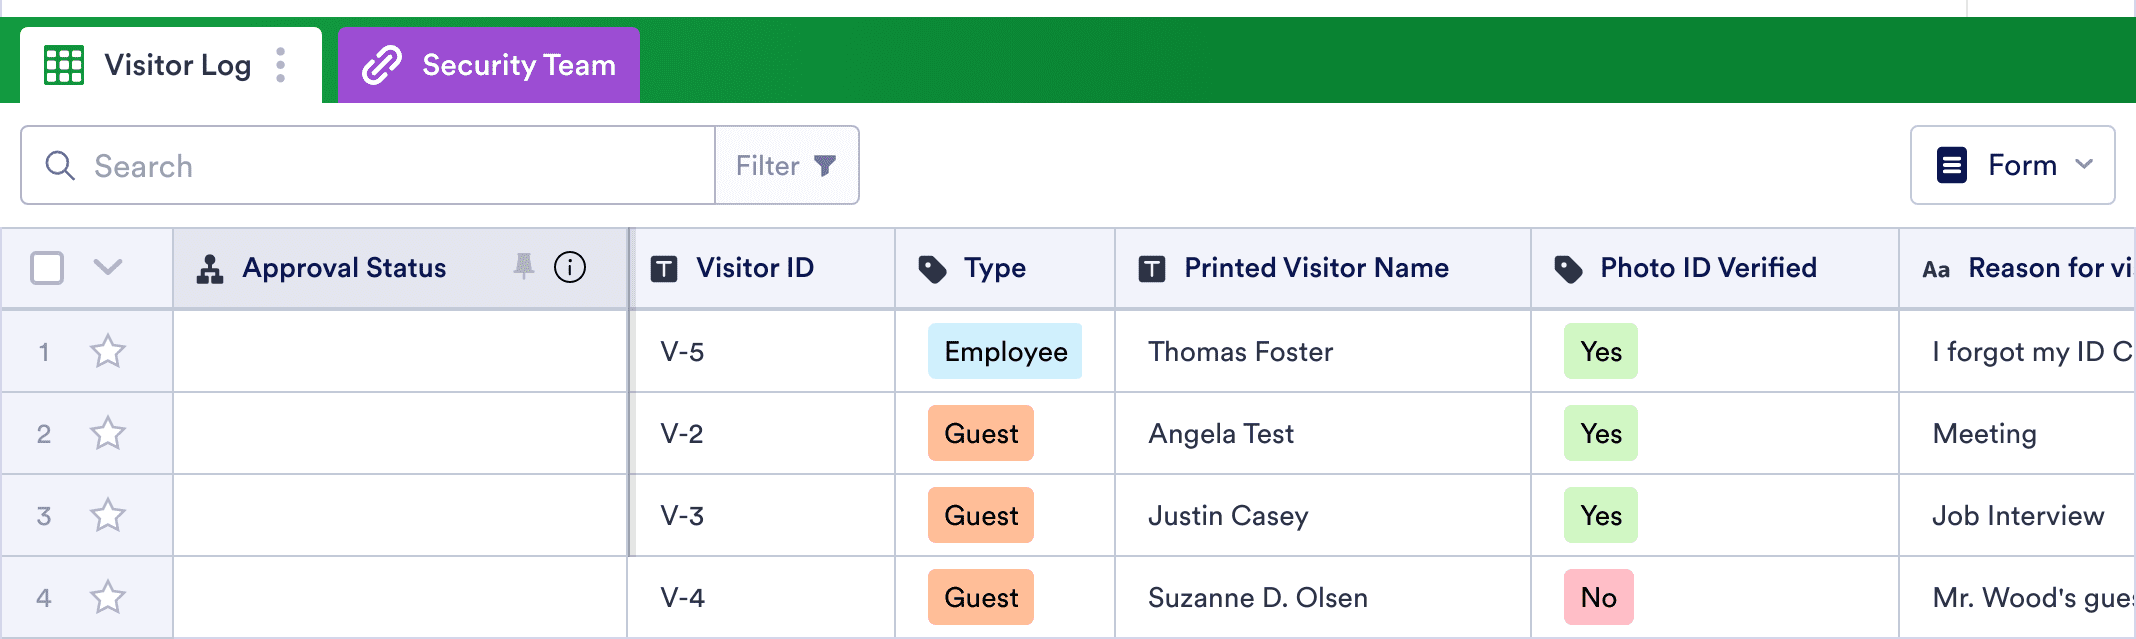 Visitor Log Security Team
Search Filter Form
Approval Status Visitor ID Type Printed Visitor Name Photo ID Verified Aa Reason for vi
1 V-5 Employee Thomas Foster Yes I forgot my ID C
2 V-2 Guest Angela Test Yes Meeting
3 V-3 Guest Justin Casey Yes Job Interview
4 V-4 Guest Suzanne D. Olsen No Mr. Wood's gues